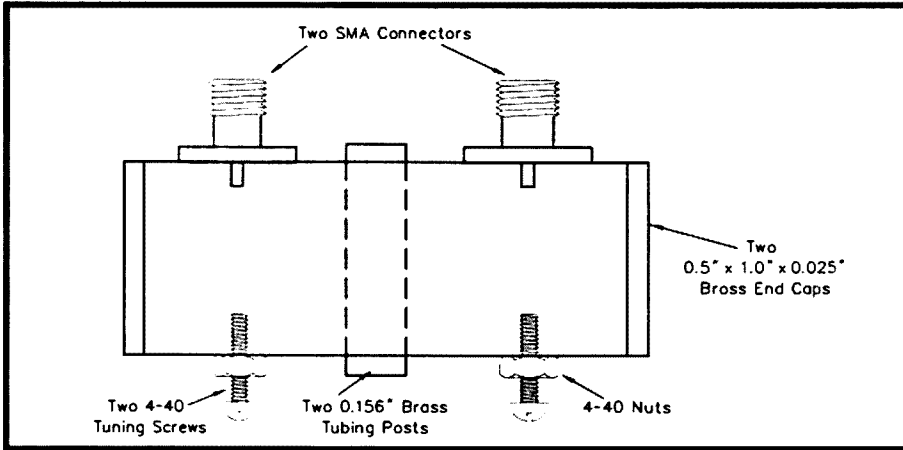 Two SMA Connectors
Two
0.5" x 1.0" x 0.025"
Brass End Caps
Two 4-40
Tuning Screws
Two 0.156" Brass
Tubing Posts
4-40 Nuts